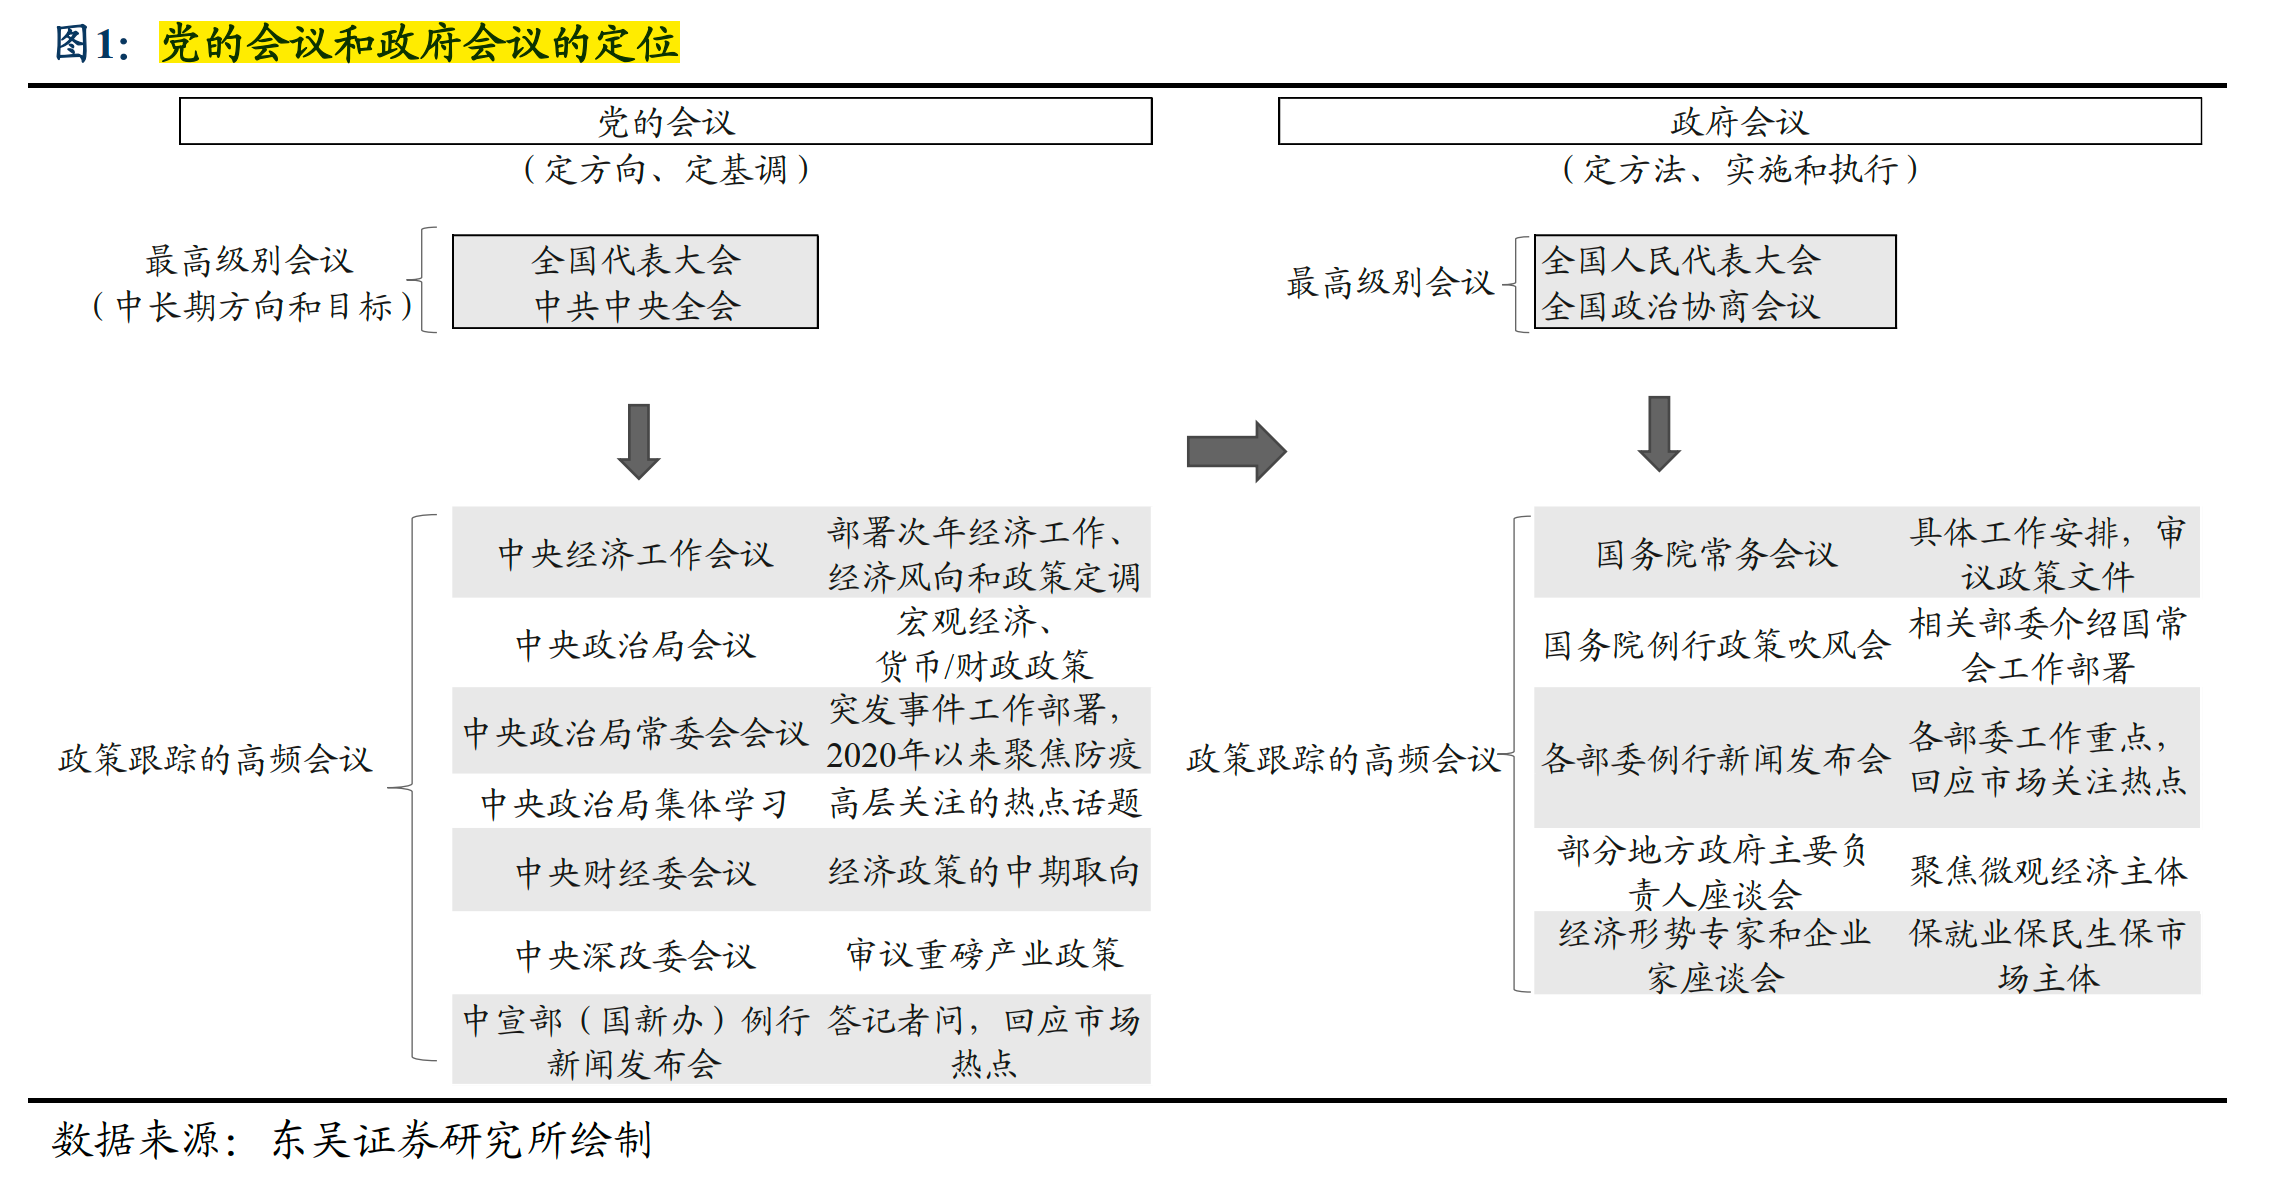 图1：党的会议和政府会议的定位
党的会议
（定方向、定基调）
最高级别会议
（中长期方向和目标）
全国代表大会
中共中央全会
政策跟踪的高频会议
中央经济工作会议
部署次年经济工作、
经济风向和政策定调
中央政治局会议
宏观经济、
货币/财政政策
中央政治局常委会会议
突发事件工作部署，
2020年以来聚焦防疫
中央政治局集体学习
高层关注的热点话题
中央财经委会议
经济政策的中期取向
中央深改委会议
审议重磅产业政策
中宣部（国新办）例行
新闻发布会
答记者问，回应市场
热点
政府会议
（定方法、实施和执行）
最高级别会议
全国人民代表大会
全国政治协商会议
政策跟踪的高频会议
国务院常务会议
具体工作安排，审
议政策文件
国务院例行政策吹风会
相关部委介绍国常
会工作部署
各部委例行新闻发布会
各部委工作重点，
回应市场关注热点
部分地方政府主要负
责人座谈会
聚焦微观经济主体
经济形势专家和企业
家座谈会
保就业保民生保市
场主体
数据来源：东吴证券研究所绘制